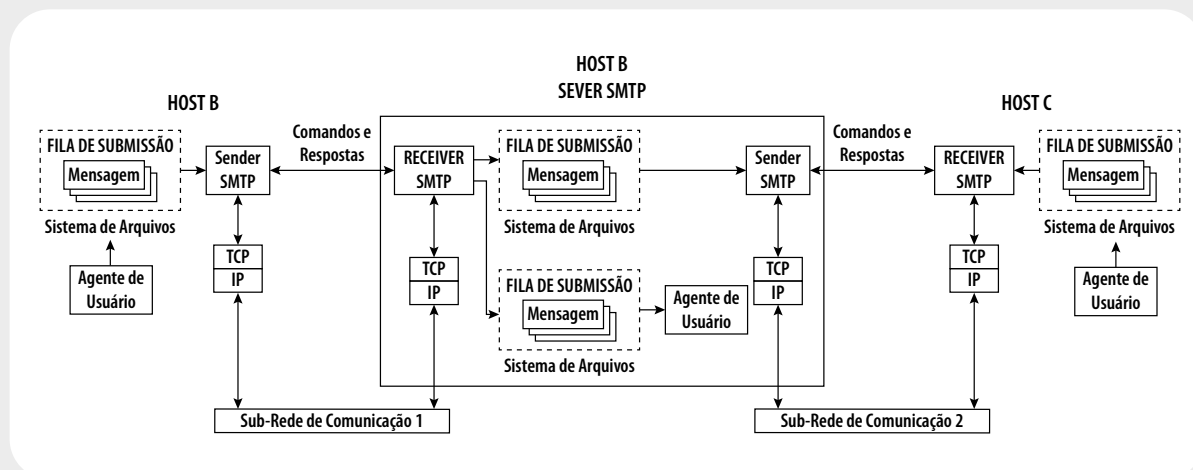 HOST B
SEVER SMTP
HOST B
HOST C
FILA DE SUBMISSÃO
Mensagem
Sistema de Arquivos
Agente de
Usuário
Sender
SMTP
TCP
IP
Comandos e
Respostas
RECEIVER
SMTP
TCP
IP
FILA DE SUBMISSÃO
Mensagem
Sistema de Arquivos
FILA DE SUBMISSÃO
Mensagem
Sistema de Arquivos
Agente de
Usuário
Sender
SMTP
TCP
IP
Comandos e
Respostas
RECEIVER
SMTP
TCP
IP
FILA DE SUBMISSÃO
Mensagem
Sistema de Arquivos
Agente de
Usuário
Sub-Rede de Comunicação 1
Sub-Rede de Comunicação 2